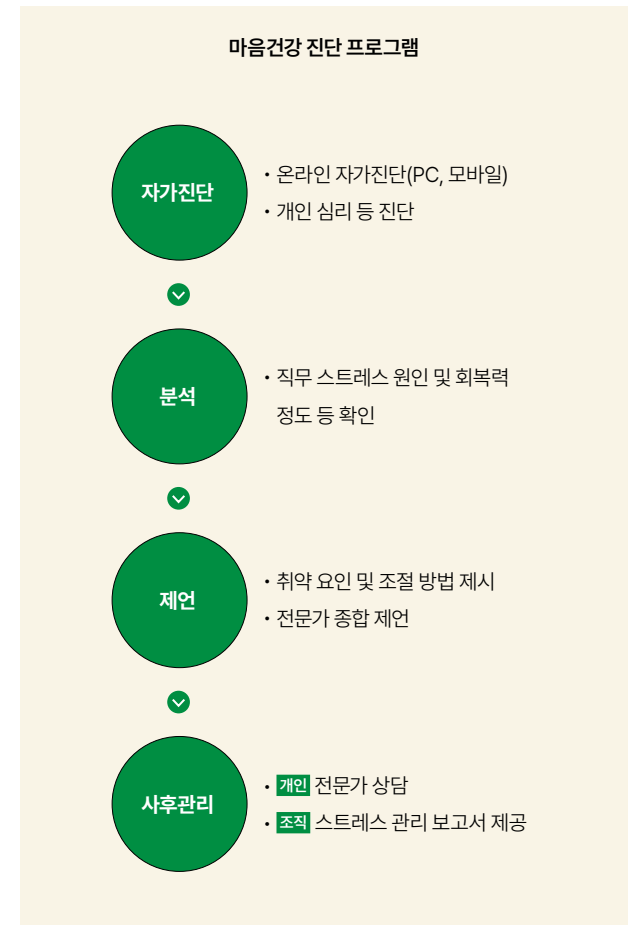 마음건강 진단 프로그램
자가진단
· 온라인 자가진단(PC, 모바일)
· 개인 심리 등 진단
분석
· 직무 스트레스 원인 및 회복력
정도 등 확인
제언
· 취약 요인 및 조절 방법 제시
· 전문가 종합 제언
사후관리
· 개인 전문가 상담
· 조직 스트레스 관리 보고서 제공